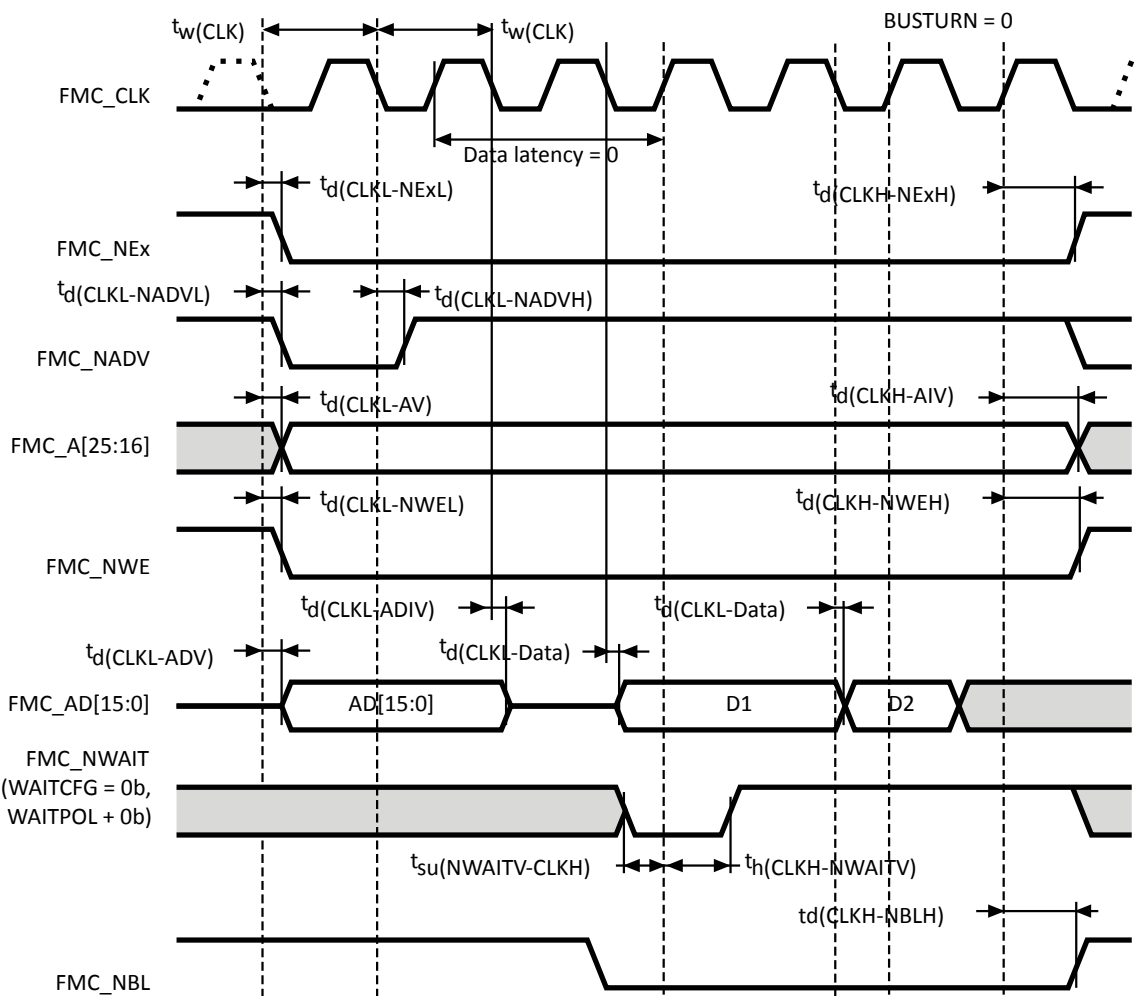 BUSTURN = 0
tw(CLK)
tw(CLK)
FMC_CLK
Data latency = 0
td(CLKL-NExL)
td(CLKH-NExH)
FMC_NEx
td(CLKL-NADVL)
td(CLKL-NADVH)
FMC_NADV
td(CLKL-AV)
td(CLKH-AIV)
FMC_A[25:16]
td(CLKL-NWEL)
td(CLKH-NWEH)
FMC_NWE
td(CLKL-ADIV)
td(CLKL-Data)
td(CLKL-ADV)
td(CLKL-Data)
FMC_AD[15:0]
AD[15:0]
D1
D2
FMC_NWAIT
(WAITCFG = 0b,
WAITPOL + 0b)
tsu(NWAITV-CLKH)
th(CLKH-NWAITV)
td(CLKH-NBLH)
FMC_NBL